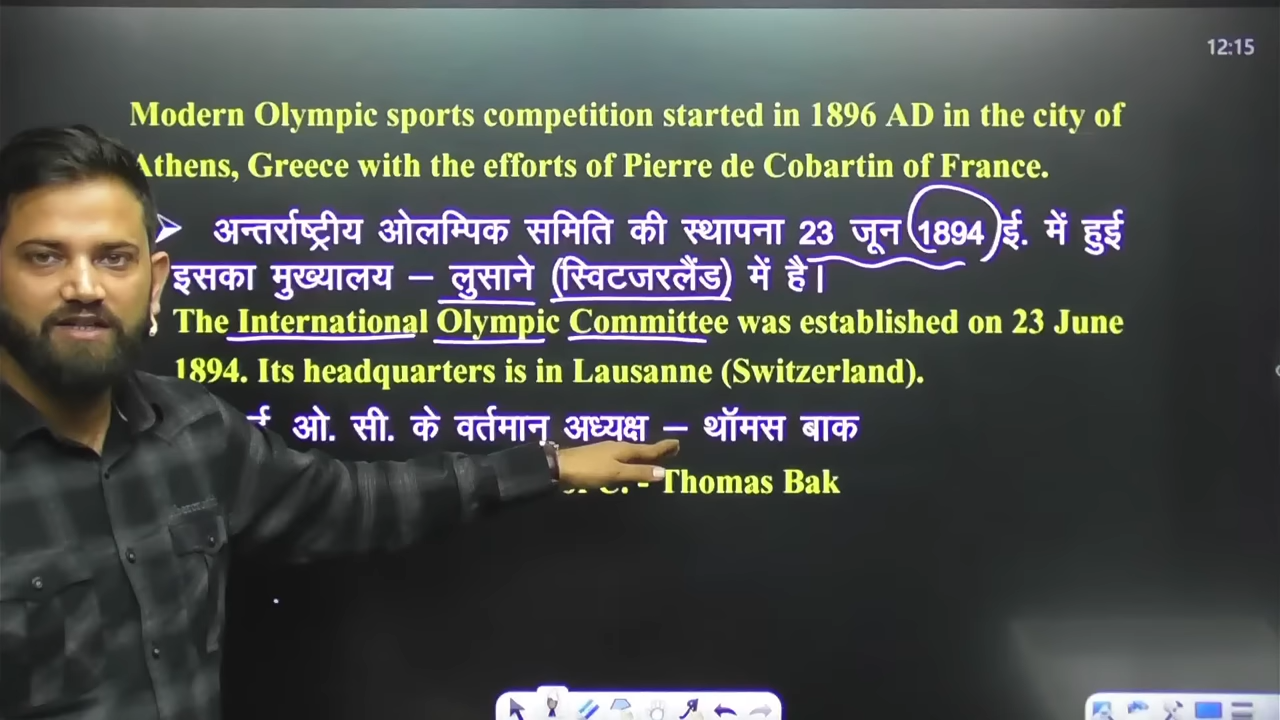 12:15
Modern Olympic sports competition started in 1896 AD in the city of
Athens, Greece with the efforts of Pierre de Cobartin of France.
अन्तर्राष्ट्रीय ओलम्पिक समिति की स्थापना 23 जून 1894 ई. में हुई
इसका मुख्यालय – लुसाने (स्विटजरलैंड) में है।
The International Olympic Committee was established on 23 June
1894. Its headquarters is in Lausanne (Switzerland).
ओ. सी. के वर्तमान अध्यक्ष – थॉमस बाक
C. - Thomas Bak